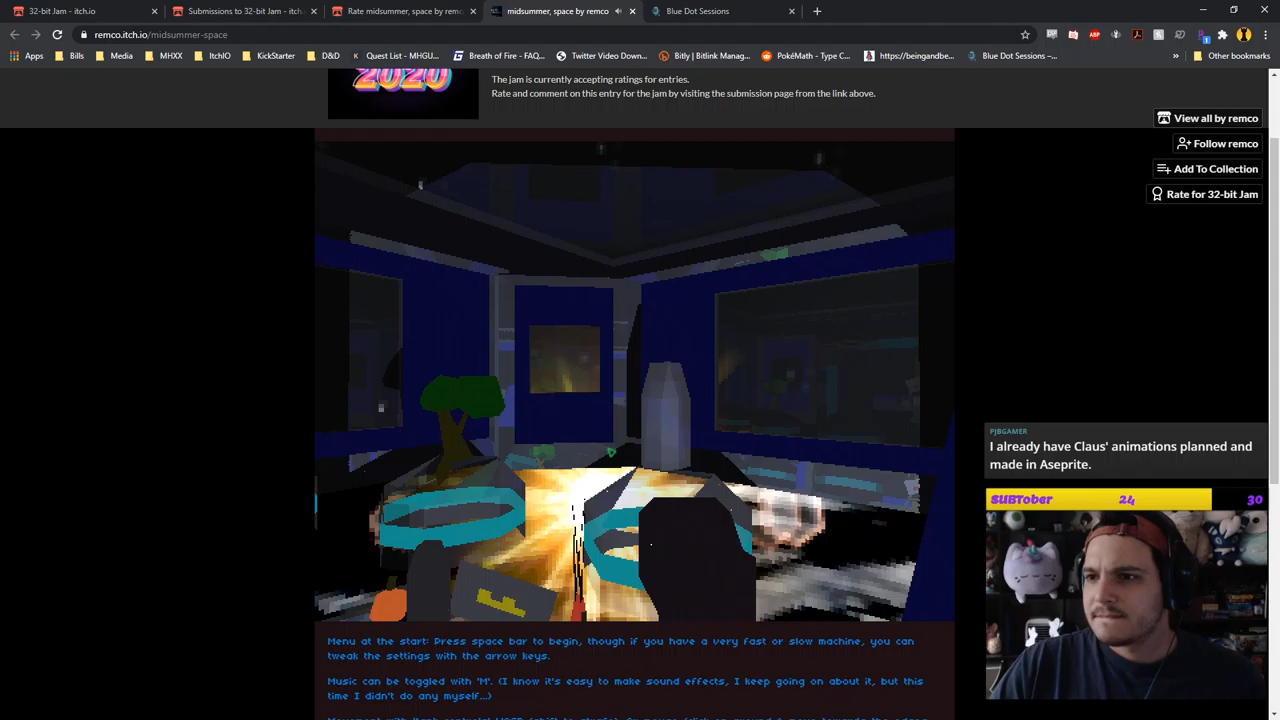 32-bit Jam - itch.io
Submissions to 32-bit Jam - itch.
Rate midsummer, space by remco
midsummer, space by remco
Blue Dot Sessions
remco.itch.io/midsummer-space
Apps Bills Media MHXX ItchIO KickStarter D&D Quest List - MHGU... Breath of Fire - FAQ... Twitter Video Down... Bitly | Bitlink Manag... PokéMath - Type C... https://beingandbe... Blue Dot Sessions –... » Other bookmarks
2020
The jam is currently accepting ratings for entries.
Rate and comment on this entry for the jam by visiting the submission page from the link above.
View all by remco
Follow remco
Add To Collection
Rate for 32-bit Jam
PJBGAMER
I already have Claus' animations planned and
made in Aseprite.
SUBTober 24 30
Menu at the start: Press space bar to begin, though if you have a very fast or slow machine, you can
tweak the settings with the arrow keys.
Music can be toggled with 'M'. (I know it's easy to make sound effects, I keep going on about it, but this
time I didn't do any myself...)